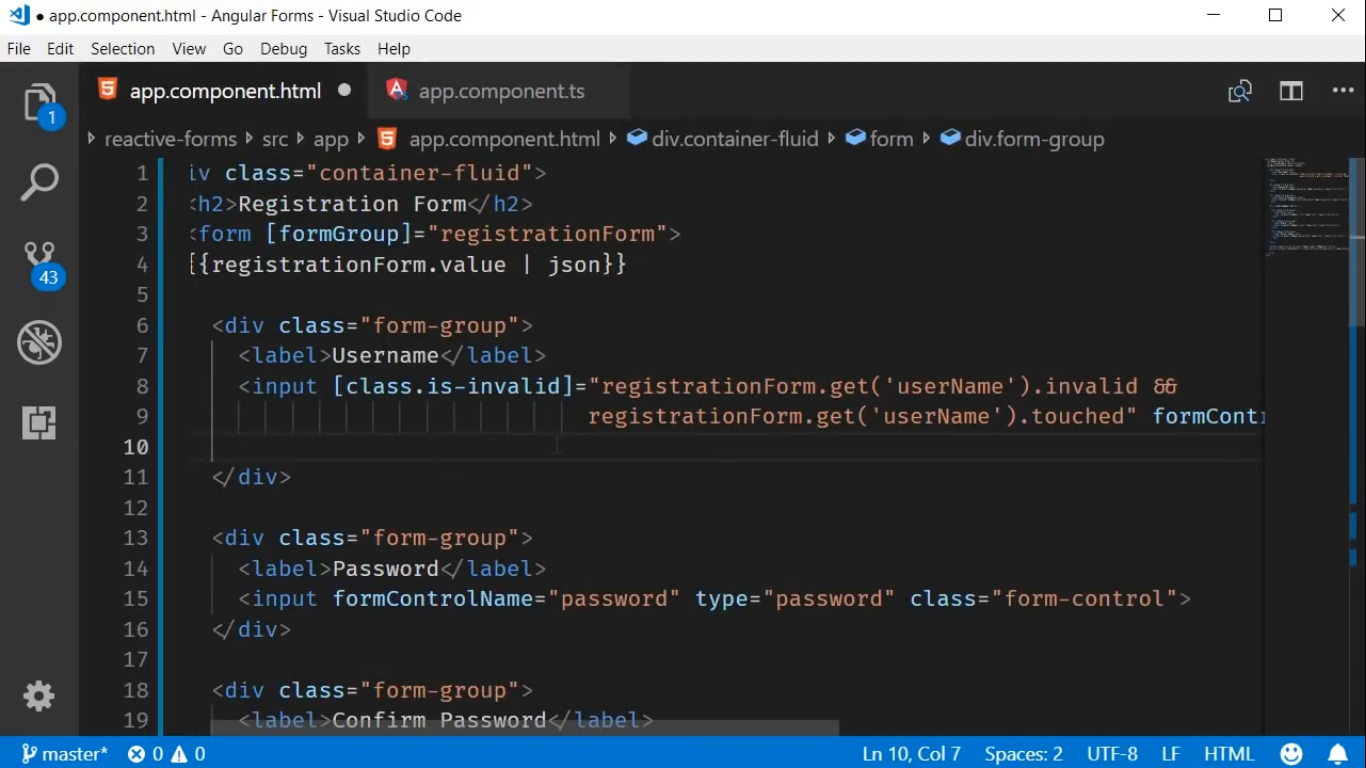 app.component.html - Angular Forms - Visual Studio Code
File Edit Selection View Go Debug Tasks Help
1
app.component.html app.component.ts
reactive-forms src app app.component.html div.container-fluid form div.form-group
43
1 iv class="container-fluid">
2 <h2>Registration Form</h2>
3 <form [formGroup]="registrationForm">
4 {{registrationForm.value | json}}
5
6 <div class="form-group">
7 <label>Username</label>
8 <input [class.is-invalid]="registrationForm.get('userName').invalid &&
9 registrationForm.get('userName').touched" formContr
10
11 </div>
12
13 <div class="form-group">
14 <label>Password</label>
15 <input formControlName="password" type="password" class="form-control">
16 </div>
17
18 <div class="form-group">
19 <label>Confirm Password</label>
master* 0 0 Ln 10, Col 7 Spaces: 2 UTF-8 LF HTML